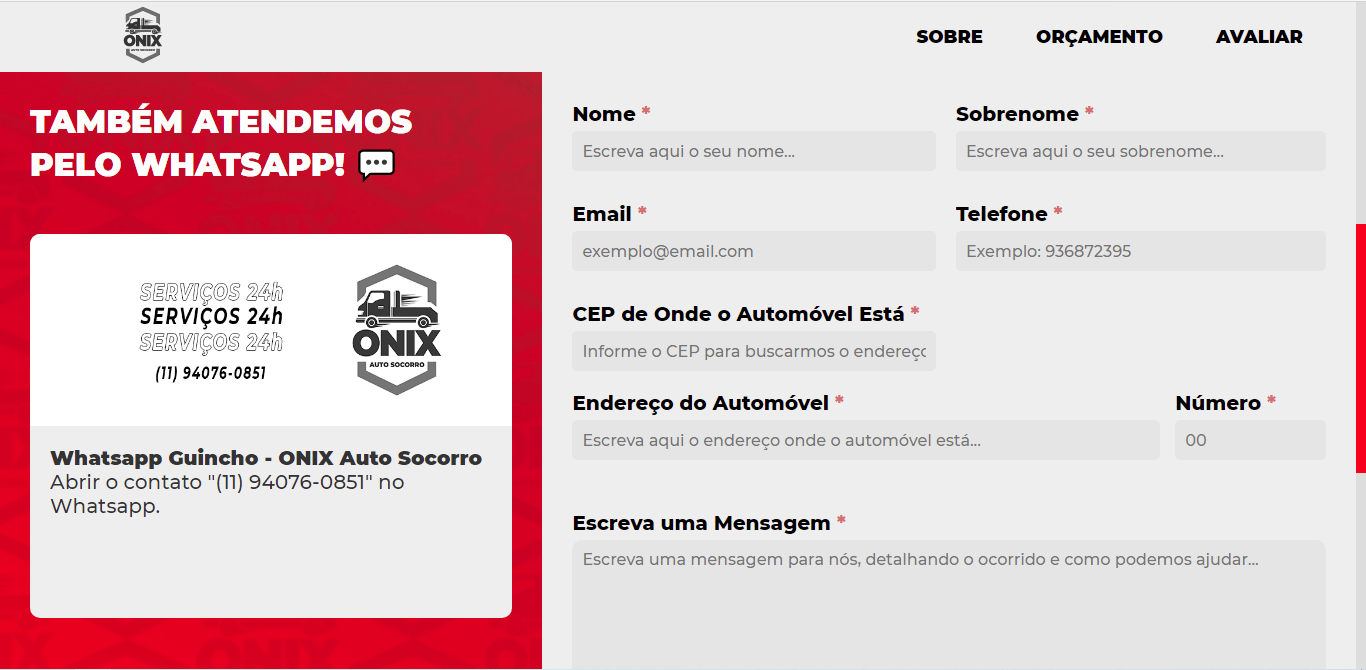 ONIX
AUTO SOCORRO
SOBRE
ORÇAMENTO
AVALIAR
TAMBÉM ATENDEMOS
PELO WHATSAPP! 💬
SERVIÇOS 24h
SERVIÇOS 24h
SERVIÇOS 24h
(11) 94076-0851
ONIX
AUTO SOCORRO
Whatsapp Guincho - ONIX Auto Socorro
Abrir o contato "(11) 94076-0851" no
Whatsapp.
Nome *
Escreva aqui o seu nome...
Sobrenome *
Escreva aqui o seu sobrenome...
Email *
exemplo@email.com
Telefone *
Exemplo: 936872395
CEP de Onde o Automóvel Está *
Informe o CEP para buscarmos o endereço
Endereço do Automóvel *
Escreva aqui o endereço onde o automóvel está...
Número *
00
Escreva uma Mensagem *
Escreva uma mensagem para nós, detalhando o ocorrido e como podemos ajudar...